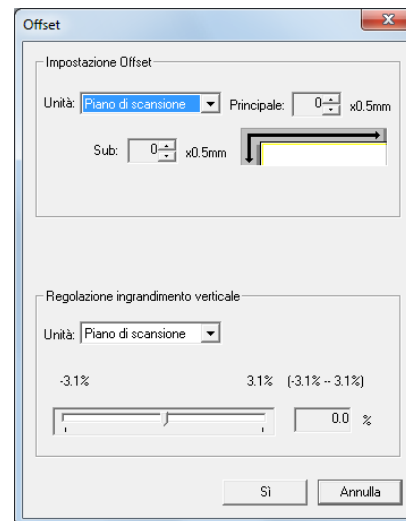 Offset
Impostazione Offset
Unità: Piano di scansione Principale: 0 x0.5mm
Sub: 0 x0.5mm
Regolazione ingrandimento verticale
Unità: Piano di scansione
-3.1% 3.1% (-3.1% -- 3.1%)
0.0 %
Sì Annulla